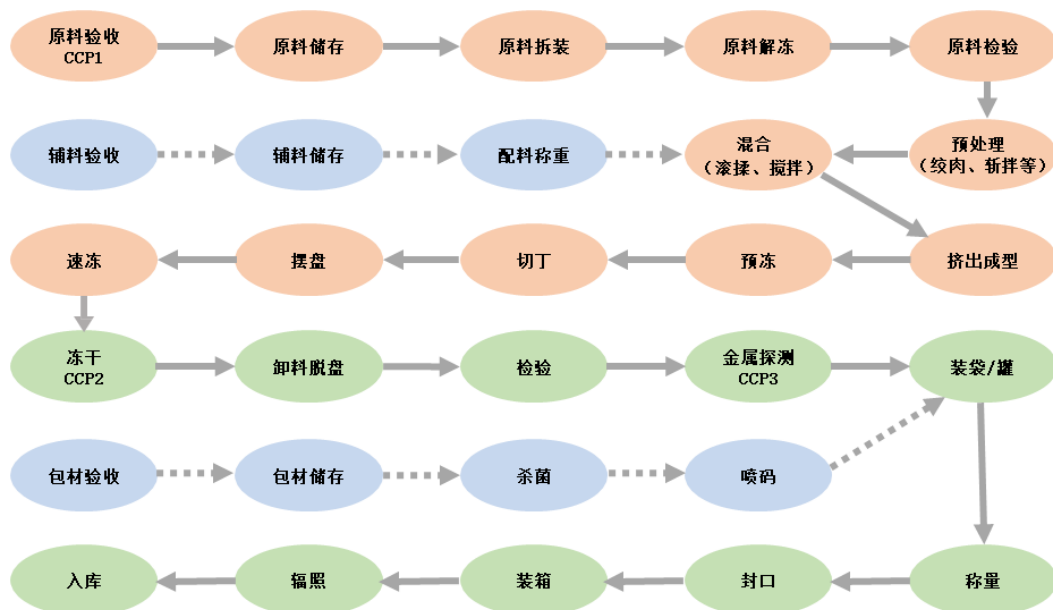 原料验收
CCP1
原料储存
原料拆装
原料解冻
原料检验
辅料验收
辅料储存
配料称重
混合
（滚揉、搅拌）
预处理
（绞肉、斩拌等）
速冻
摆盘
切丁
预冻
挤出成型
冻干
CCP2
卸料脱盘
检验
金属探测
CCP3
装袋/罐
包材验收
包材储存
杀菌
喷码
入库
辐照
装箱
封口
称量